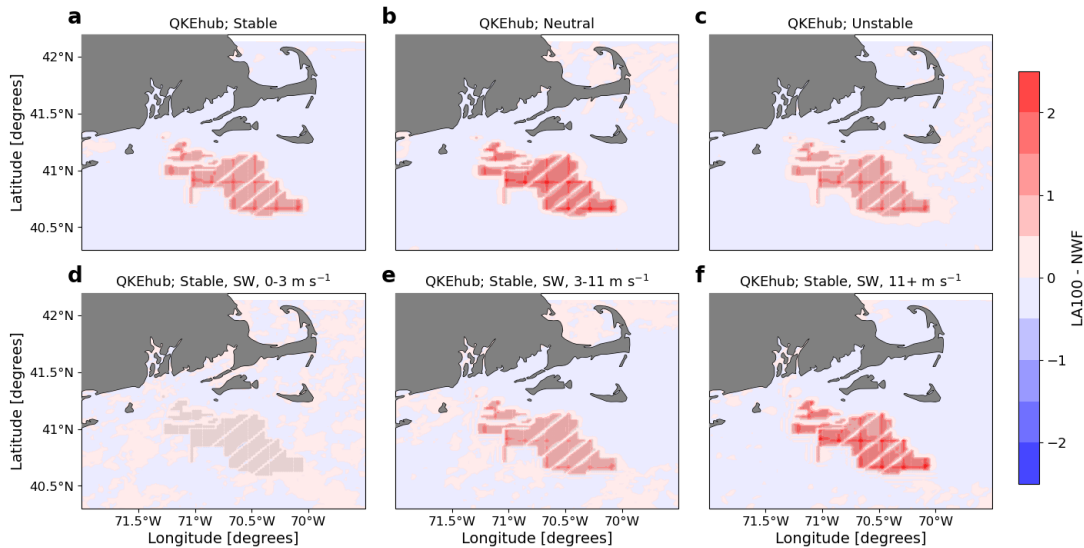 a QKEhub; Stable
b QKEhub; Neutral
c QKEhub; Unstable
Latitude [degrees]
42°N
41.5°N
41°N
40.5°N
d QKEhub; Stable, SW, 0-3 m s⁻¹
e QKEhub; Stable, SW, 3-11 m s⁻¹
f QKEhub; Stable, SW, 11+ m s⁻¹
Latitude [degrees]
42°N
41.5°N
41°N
40.5°N
71.5°W 71°W 70.5°W 70°W
71.5°W 71°W 70.5°W 70°W
71.5°W 71°W 70.5°W 70°W
Longitude [degrees]
Longitude [degrees]
Longitude [degrees]
2
1
0
−1
−2
LA100 - NWF